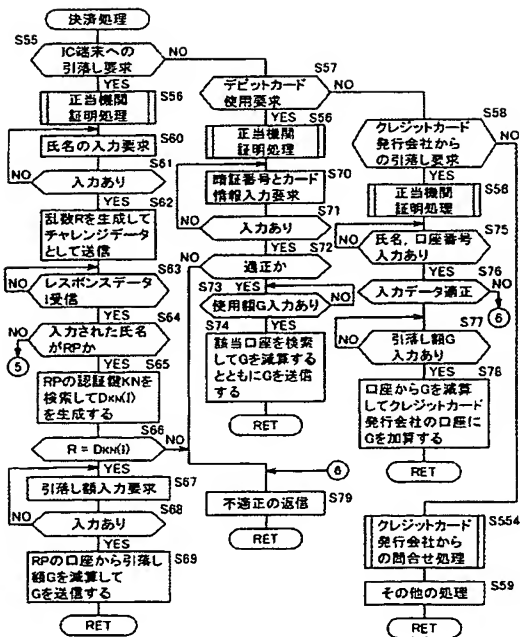 決済処理
S55
IC端末への
引落し要求
NO
YES
S56
正当機関
証明処理
S60
氏名の入力要求
S61
入力あり
NO
YES
S62
乱数Rを生成して
チャレンジデータ
として送信
S63
レスポンスデータ
I受信
NO
YES
S64
入力された氏名
がRPか
NO
5
YES
S65
RPの認証鍵KNを
検索してDKN(I)
を生成する
S66
R = DKN(I)
NO
YES
S67
引落し額入力要求
S68
入力あり
NO
YES
S69
RPの口座から引落し
額Gを減算して
Gを送信する
RET
S57
デビットカード
使用要求
NO
YES
S56
正当機関
証明処理
S70
暗証番号とカード
情報入力要求
S71
入力あり
NO
YES
S72
適正か
NO
YES
S73
使用額G入力あり
NO
YES
S74
該当口座を検索
してGを減算する
とともにGを送信
する
RET
6
不適正の返信
S79
RET
S58
クレジットカード
発行会社から
の引落し要求
NO
YES
S56
正当機関
証明処理
S75
氏名、口座番号
入力あり
NO
YES
S76
入力データ適正
NO
6
YES
S77
引落し額G
入力あり
NO
YES
S78
口座からGを減算
してクレジットカード
発行会社の口座に
Gを加算する
RET
S554
クレジットカード
発行会社から
の問合せ処理
S59
その他の処理
RET